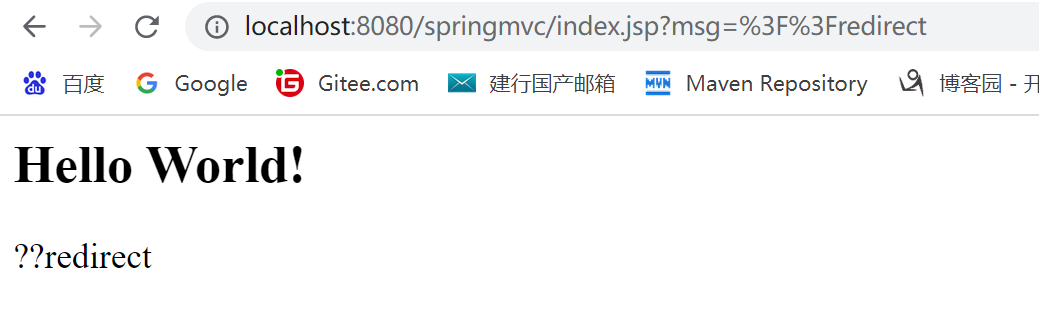 localhost:8080/springmvc/index.jsp?msg=%3F%3Fredirect
百度 Google Gitee.com 建行国产邮箱 MVN Maven Repository 博客园 - 开
Hello World!
??redirect